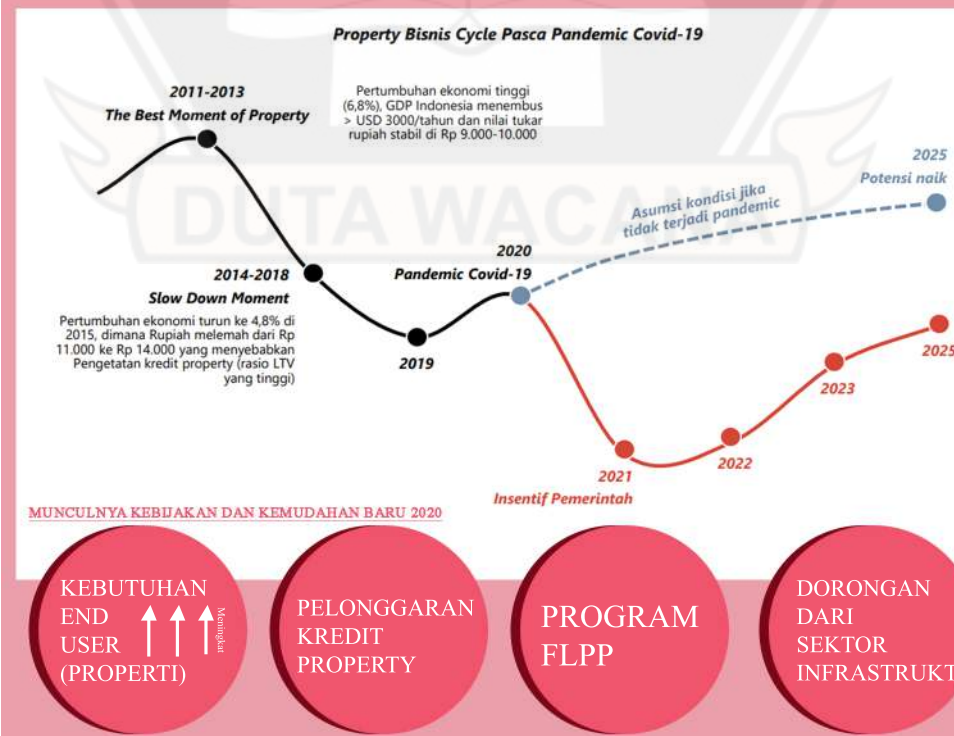 Property Bisnis Cycle Pasca Pandemic Covid-19
2011-2013
The Best Moment of Property
Pertumbuhan ekonomi tinggi
(6,8%), GDP Indonesia menembus
> USD 3000/tahun dan nilai tukar
rupiah stabil di Rp 9.000-10.000
2025
Potensi naik
Asumsi kondisi jika
tidak terjadi pandemic
DUTA WACANA
2020
Pandemic Covid-19
2014-2018
Slow Down Moment
Pertumbuhan ekonomi turun ke 4,8% di
2015, dimana Rupiah melemah dari Rp
11.000 ke Rp 14.000 yang menyebabkan
Pengetatan kredit property (rasio LTV
yang tinggi)
2019
2025
2023
2022
2021
Insentif Pemerintah
MUNCULNYA KEBIJAKAN DAN KEMUDAHAN BARU 2020
KEBUTUHAN
END
USER
(PROPERTI)
Meningkat
PELONGGARAN
KREDIT
PROPERTY
PROGRAM
FLPP
DORONGAN
DARI
SEKTOR
INFRASTRUKT